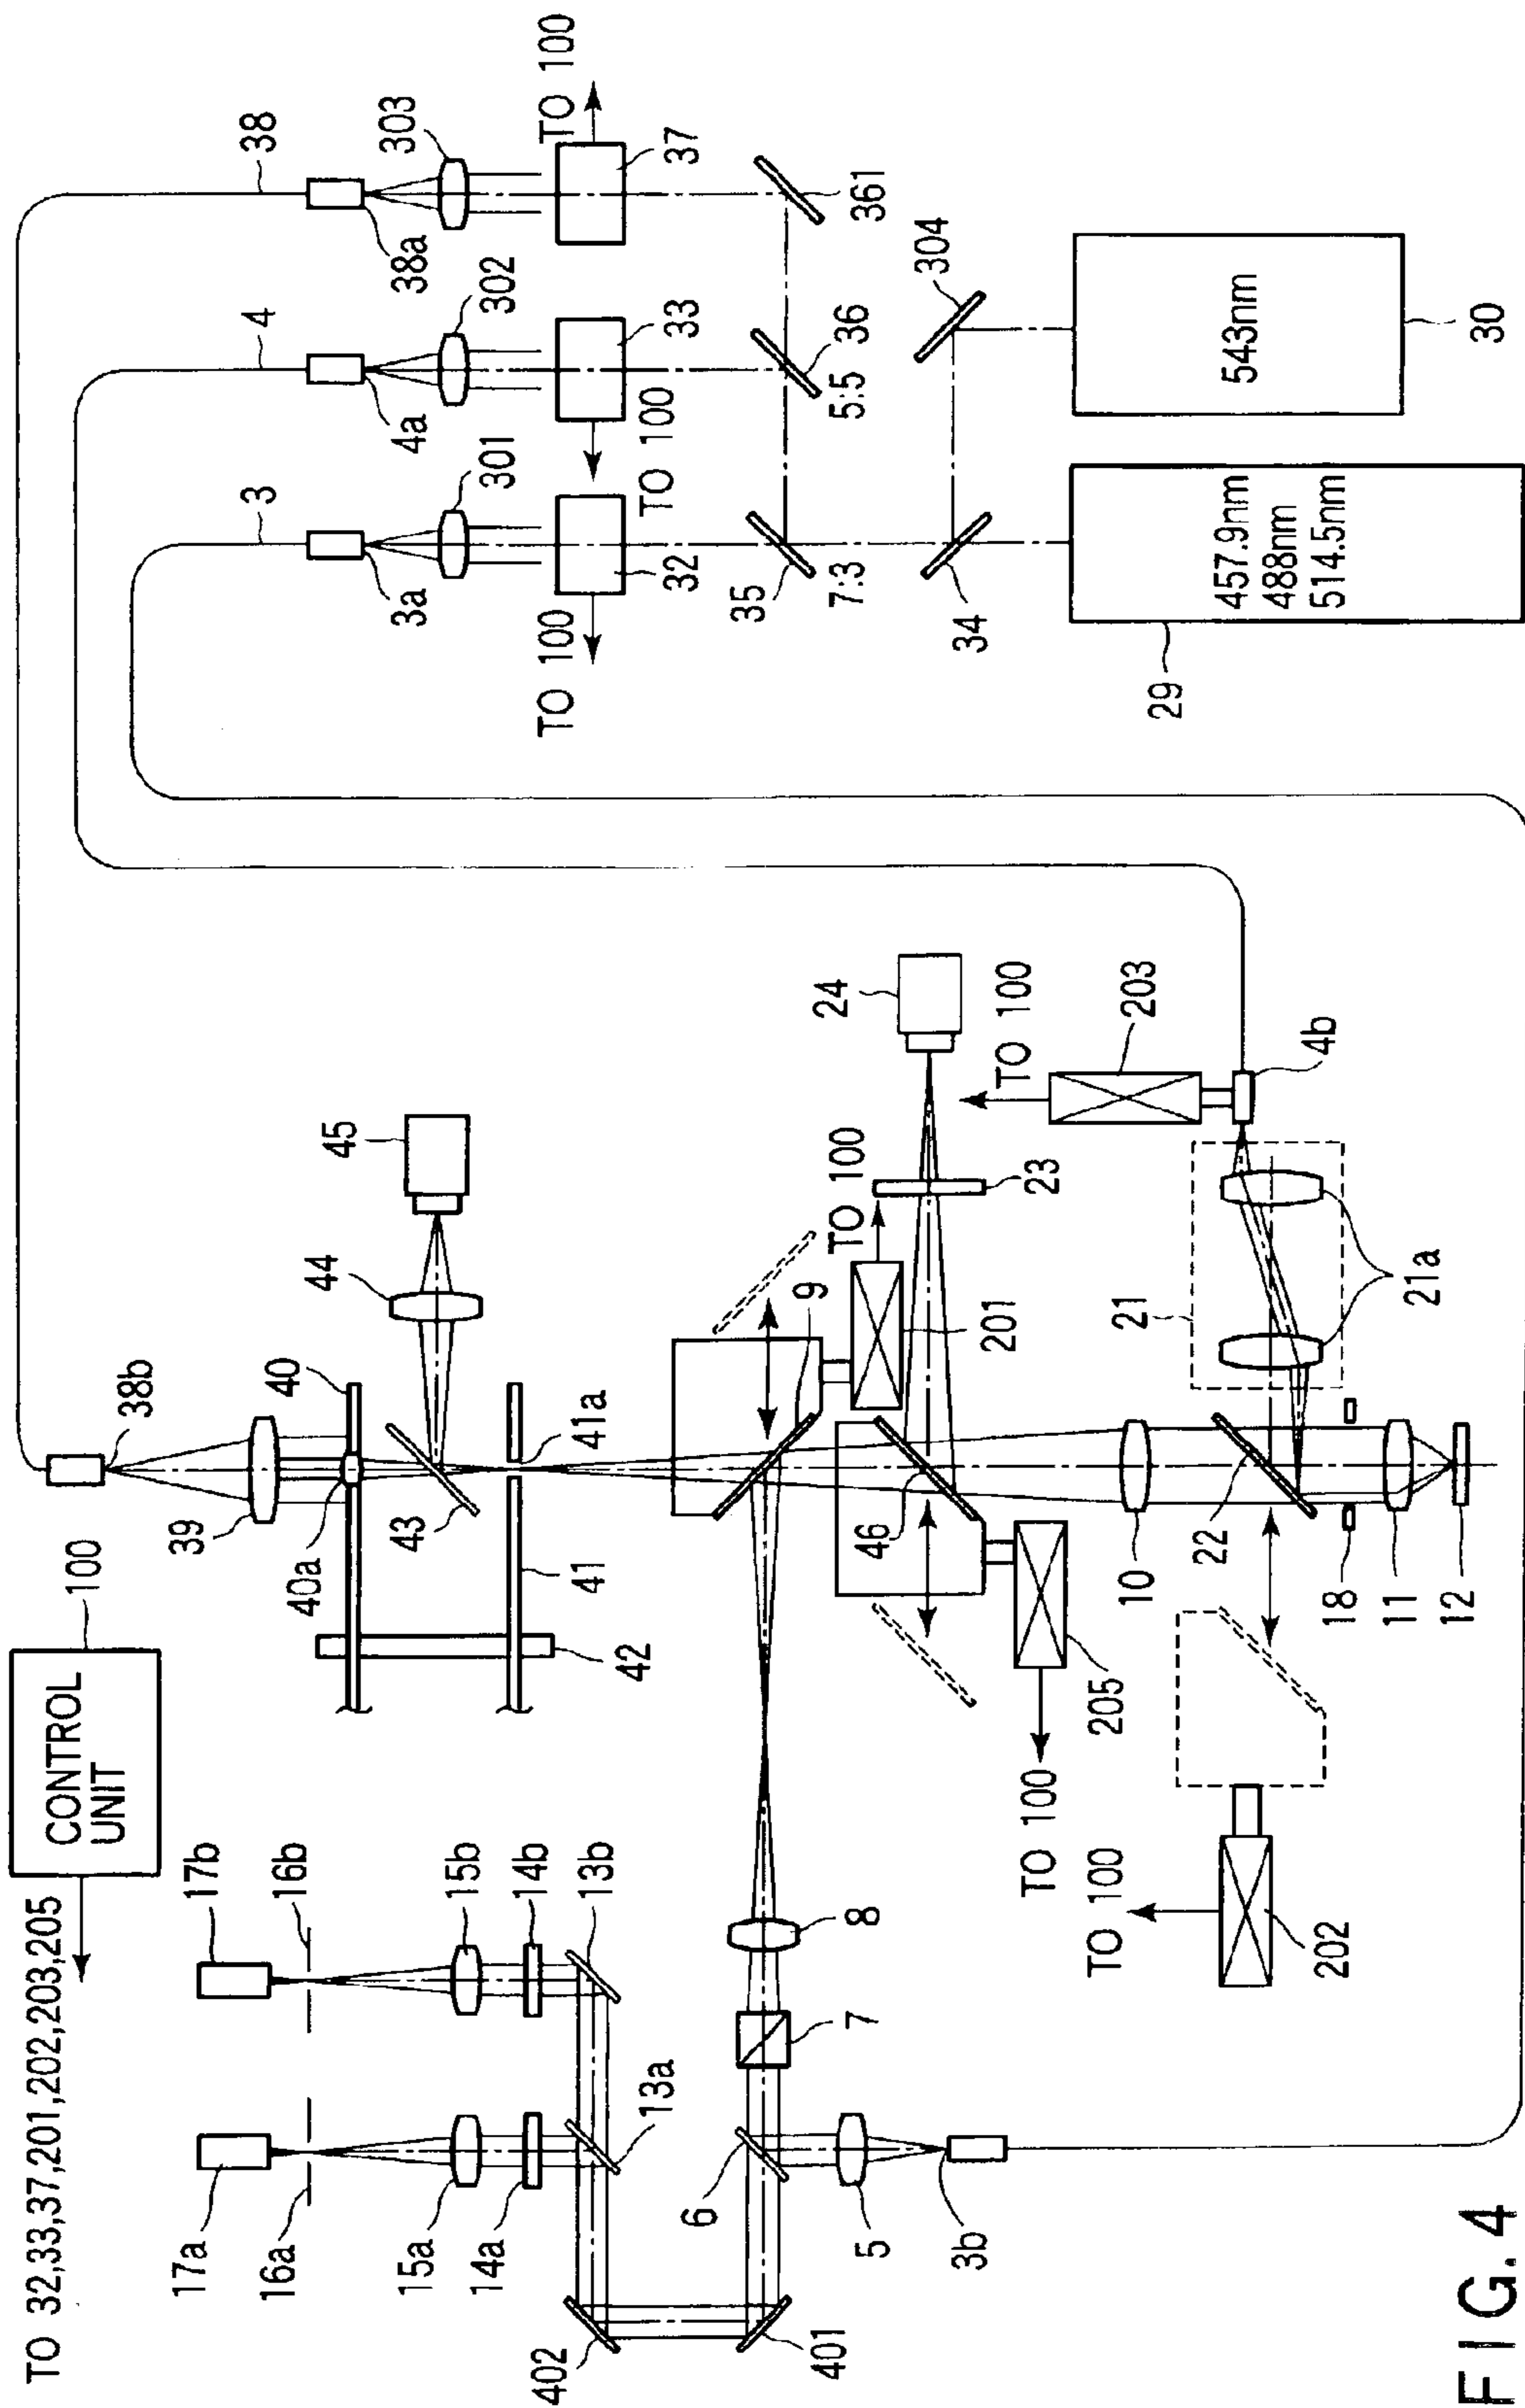 TO 32,33,37,201,202,203,205
CONTROL
UNIT
100
17a
17b
16a
16b
15a
15b
14a
14b
13a
13b
402
401
6
5
3b
7
8
38b
39
40
40a
43
44
45
41a
41
42
9
201
TO 100
24
23
46
205
TO 100
10
22
18
11
12
202
TO 100
21
21a
203
TO 100
4b
3
4
38
3a
4a
38a
301
302
303
32
33
37
TO 100
TO 100
TO 100
35
7:3
36
5:5
361
34
304
457.9nm
488nm
514.5nm
29
543nm
30
FIG. 4